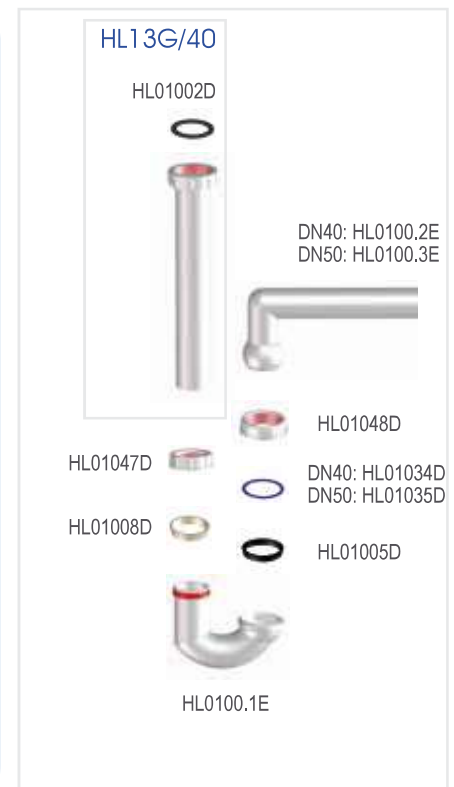 HL13G/40
HL01002D
DN40: HL0100.2E
DN50: HL0100.3E
HL01048D
HL01047D
DN40: HL01034D
DN50: HL01035D
HL01008D
HL01005D
HL0100.1E